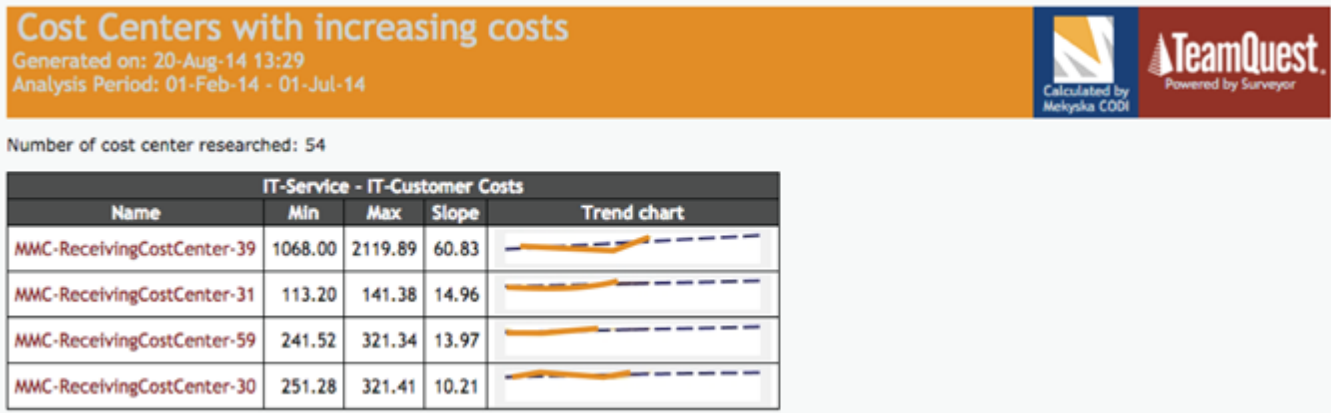 Cost Centers with increasing costs
Generated on: 20-Aug-14 13:29
Analysis Period: 01-Feb-14 - 01-Jul-14
Calculated by
Mekyska CODI
TeamQuest.
Powered by Surveyor
Number of cost center researched: 54
IT-Service - IT-Customer Costs
Name Min Max Slope Trend chart
MMC-ReceivingCostCenter-39 1068.00 2119.89 60.83
MMC-ReceivingCostCenter-31 113.20 141.38 14.96
MMC-ReceivingCostCenter-59 241.52 321.34 13.97
MMC-ReceivingCostCenter-30 251.28 321.41 10.21